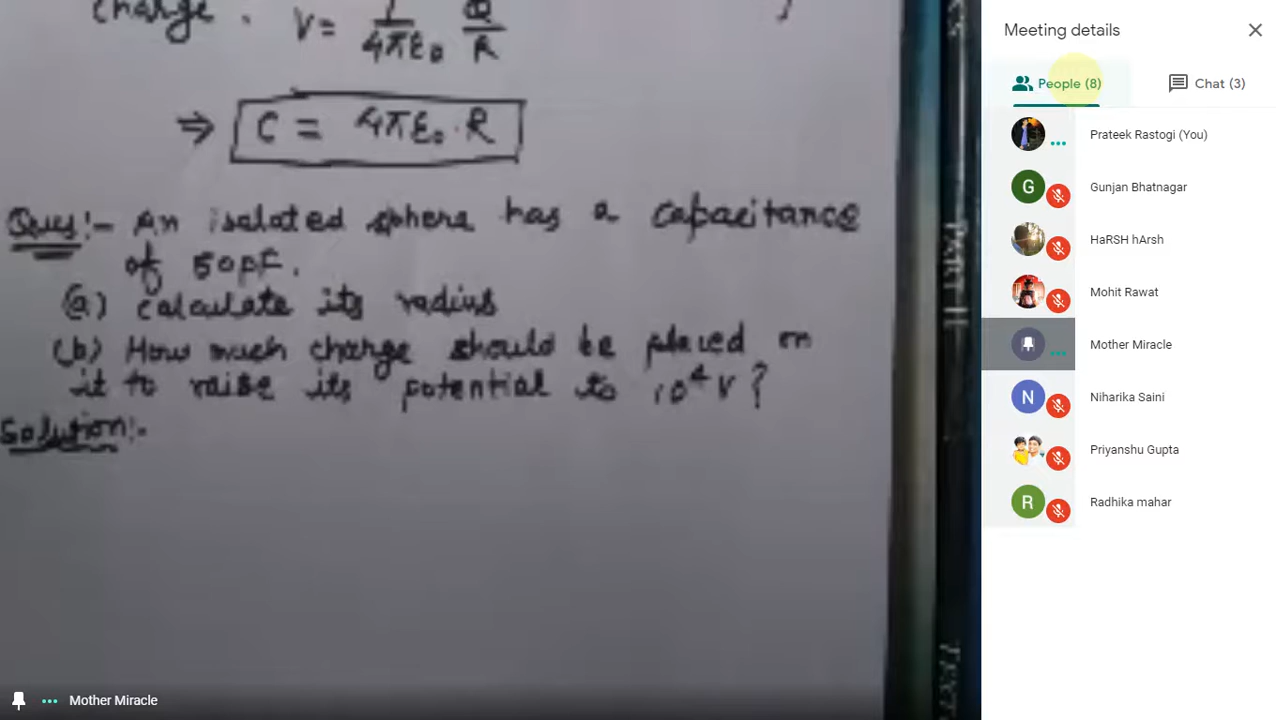 charge. V = 1/4πε₀ Q/R
⇒ C = 4πε₀.R
Ques:- An isolated sphere has a capacitance
of 50pF.
(a) calculate its radius
(b) How much charge should be placed on
it to raise its potential to 10⁴V?
Solution:-
Mother Miracle
Meeting details
People (8)
Chat (3)
Prateek Rastogi (You)
G Gunjan Bhatnagar
HaRSH hArsh
Mohit Rawat
Mother Miracle
N Niharika Saini
Priyanshu Gupta
R Radhika mahar